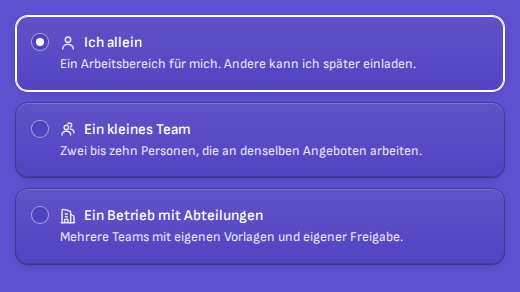 Ich allein
Ein Arbeitsbereich für mich. Andere kann ich später einladen.
Ein kleines Team
Zwei bis zehn Personen, die an denselben Angeboten arbeiten.
Ein Betrieb mit Abteilungen
Mehrere Teams mit eigenen Vorlagen und eigener Freigabe.